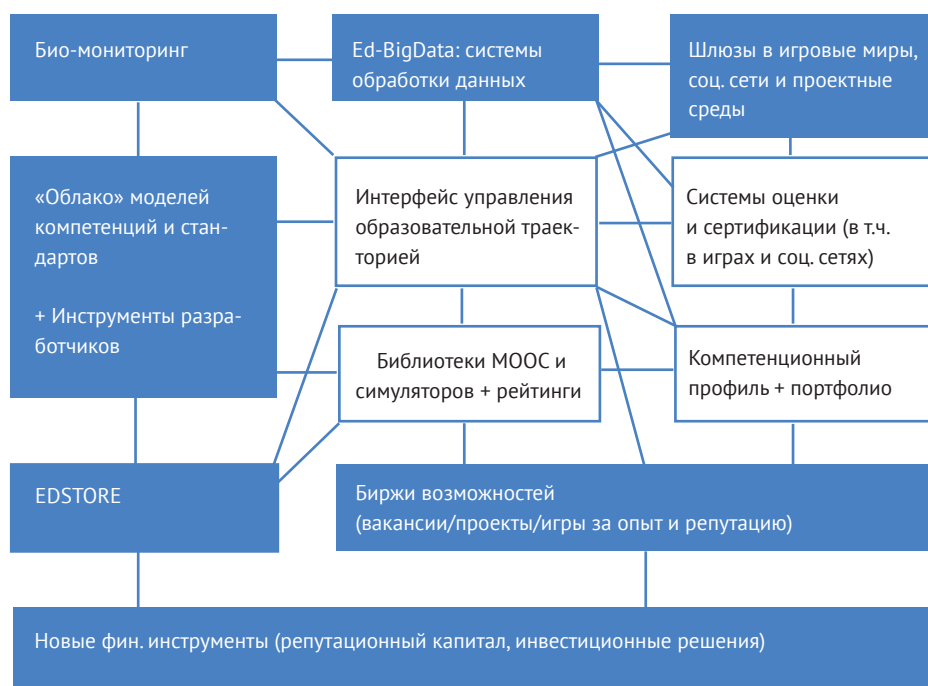 Био-мониторинг
Ed-BigData: системы
обработки данных
Шлюзы в игровые миры,
соц. сети и проектные
среды
«Облако» моделей
компетенций и стан-
дартов
+ Инструменты разра-
ботчиков
Интерфейс управления
образовательной траек-
торией
Системы оценки
и сертификации (в т.ч.
в играх и соц. сетях)
Библиотеки MOOC и
симуляторов + рейтинги
Компетенционный
профиль + портфолио
EDSTORE
Биржи возможностей
(вакансии/проекты/игры за опыт и репутацию)
Новые фин. инструменты (репутационный капитал, инвестиционные решения)